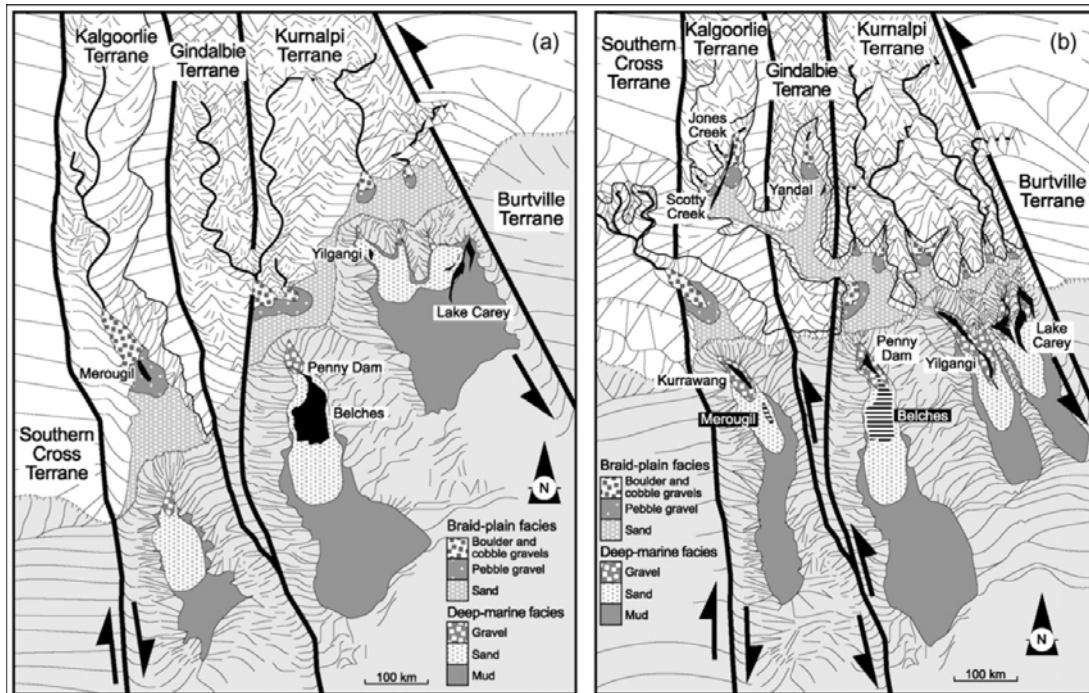 Kalgoorlie
Terrane
Gindalbie
Terrane
Kurnalpi
Terrane
(a)
Burtville
Terrane
Yilgangi
Lake Carey
Merougil
Penny Dam
Belches
Southern
Cross
Terrane
N
Braid-plain facies
Boulder and
cobble gravels
Pebble gravel
Sand
Deep-marine facies
Gravel
Sand
Mud
100 km
Southern
Cross
Terrane
Kalgoorlie
Terrane
Gindalbie
Terrane
Kurnalpi
Terrane
(b)
Jones
Creek
Scotty
Creek
Yandal
Burtville
Terrane
Lake
Carey
Penny
Dam
Yilgangi
Kurrawang
Merougil
Belches
Braid-plain facies
Boulder and
cobble gravels
Pebble gravel
Sand
Deep-marine facies
Gravel
Sand
Mud
N
100 km